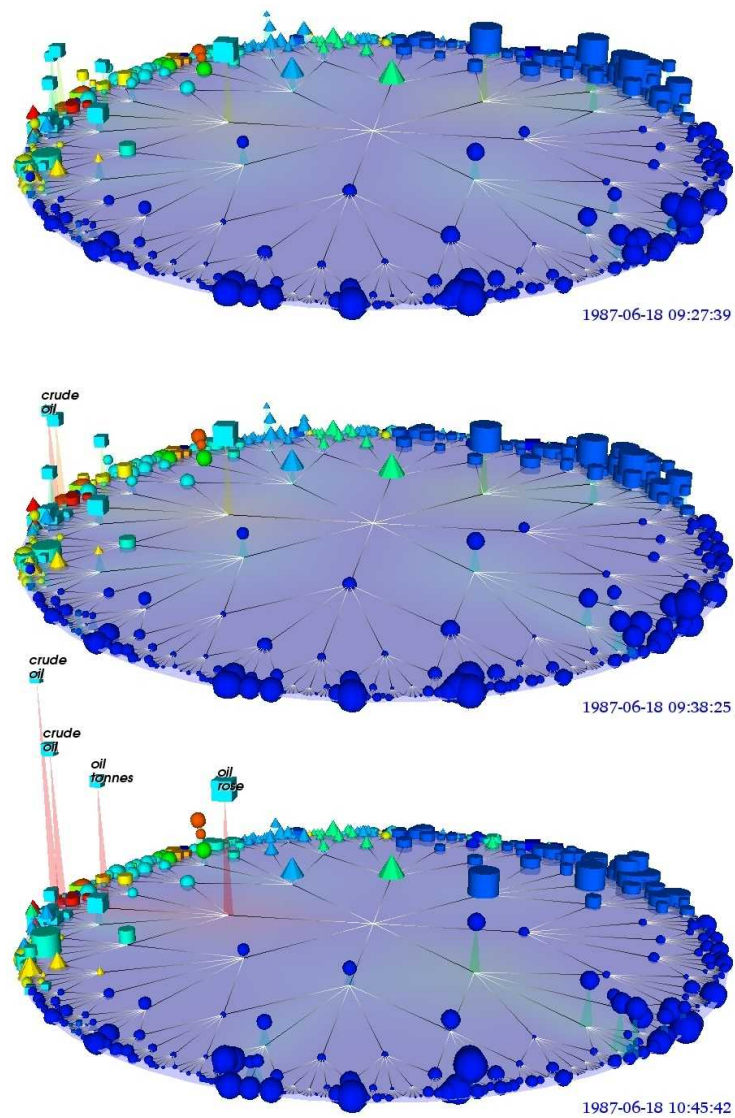 1987-06-18 09:27:39
crude
oil
1987-06-18 09:38:25
crude
oil
crude
oil
oil
tonnes
oil
rose
1987-06-18 10:45:42